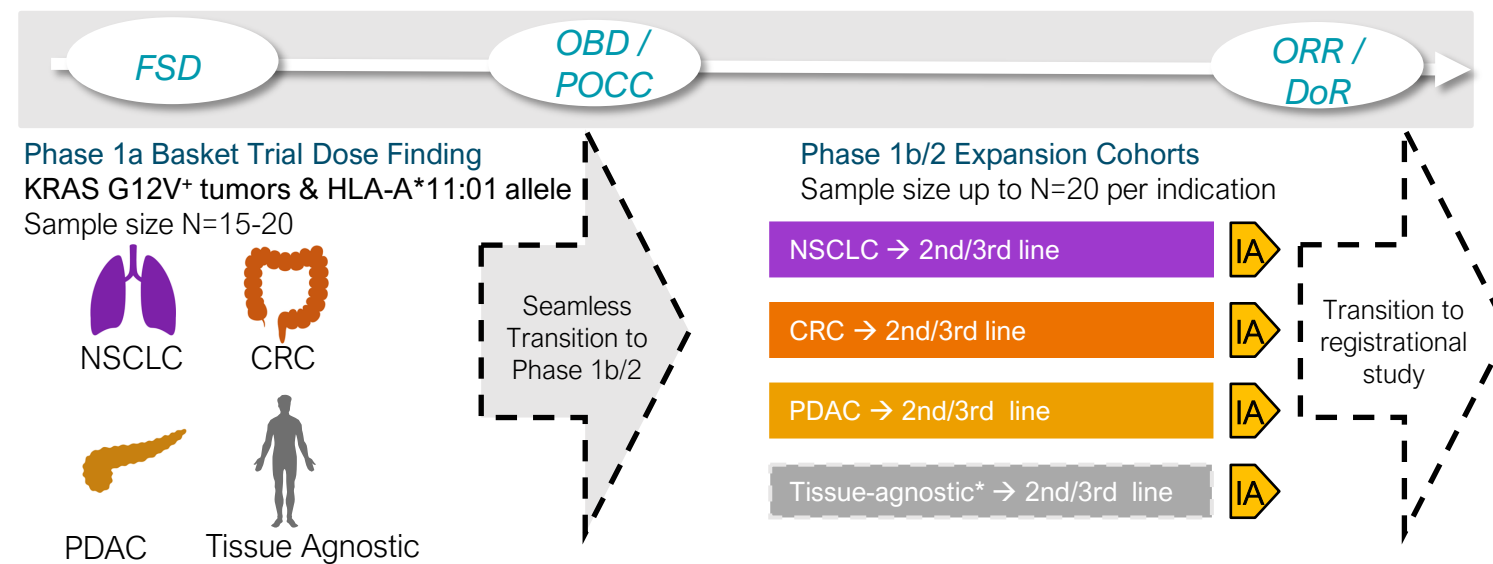 FSD
OBD /
POCC
ORR /
DoR
Phase 1a Basket Trial Dose Finding
KRAS G12V+ tumors & HLA-A*11:01 allele
Sample size N=15-20
NSCLC
CRC
PDAC
Tissue Agnostic
Seamless
Transition to
Phase 1b/2
Phase 1b/2 Expansion Cohorts
Sample size up to N=20 per indication
NSCLC → 2nd/3rd line
IA
CRC → 2nd/3rd line
IA
PDAC → 2nd/3rd line
IA
Tissue-agnostic* → 2nd/3rd line
IA
Transition to
registrational
study